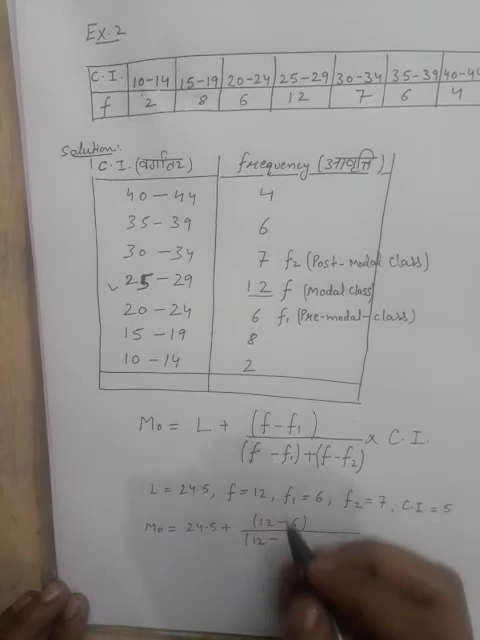 Ex.2
C.I. 10-14 15-19 20-24 25-29 30-34 35-39 40-44
f 2 8 6 12 7 6 4
Solution:
C.I. (वर्गांतर) frequency (आवृत्ति)
40-44 4
35-39 6
30-34 7 f₂ (Post-Modal class)
✓ 25-29 12 f (Modal class)
20-24 6 f₁ (Pre-modal-class)
15-19 8
10-14 2
Mo = L + (f-f₁) / (f-f₁)+(f-f₂) x C.I.
L = 24.5, f=12, f₁=6, f₂=7, C.I=5
Mo = 24.5 + (12-6) / (12-